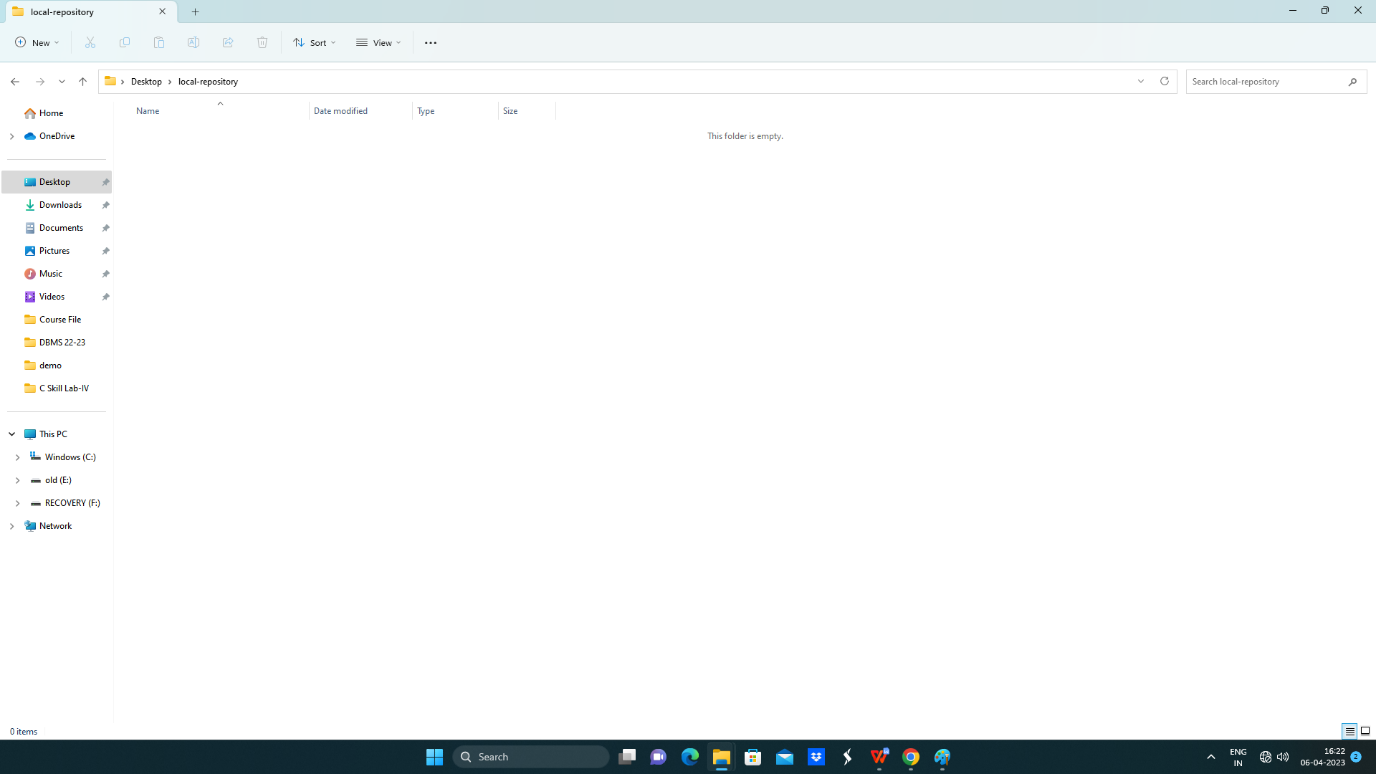 local-repository
New
Sort
View
Desktop
local-repository
Search local-repository
Name
Date modified
Type
Size
This folder is empty.
Home
OneDrive
Desktop
Downloads
Documents
Pictures
Music
Videos
Course File
DBMS 22-23
demo
C Skill Lab-IV
This PC
Windows (C:)
old (E:)
RECOVERY (F:)
Network
0 items
Search
ENG
IN
16:22
06-04-2023
2